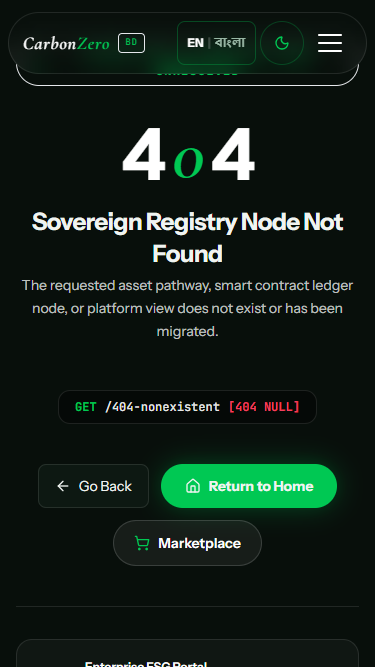 CarbonZero BD EN | বাংলা
4o4
Sovereign Registry Node Not
Found
The requested asset pathway, smart contract ledger
node, or platform view does not exist or has been
migrated.
GET /404-nonexistent [404 NULL]
Go Back Return to Home
Marketplace
Enterprise ESG Portal